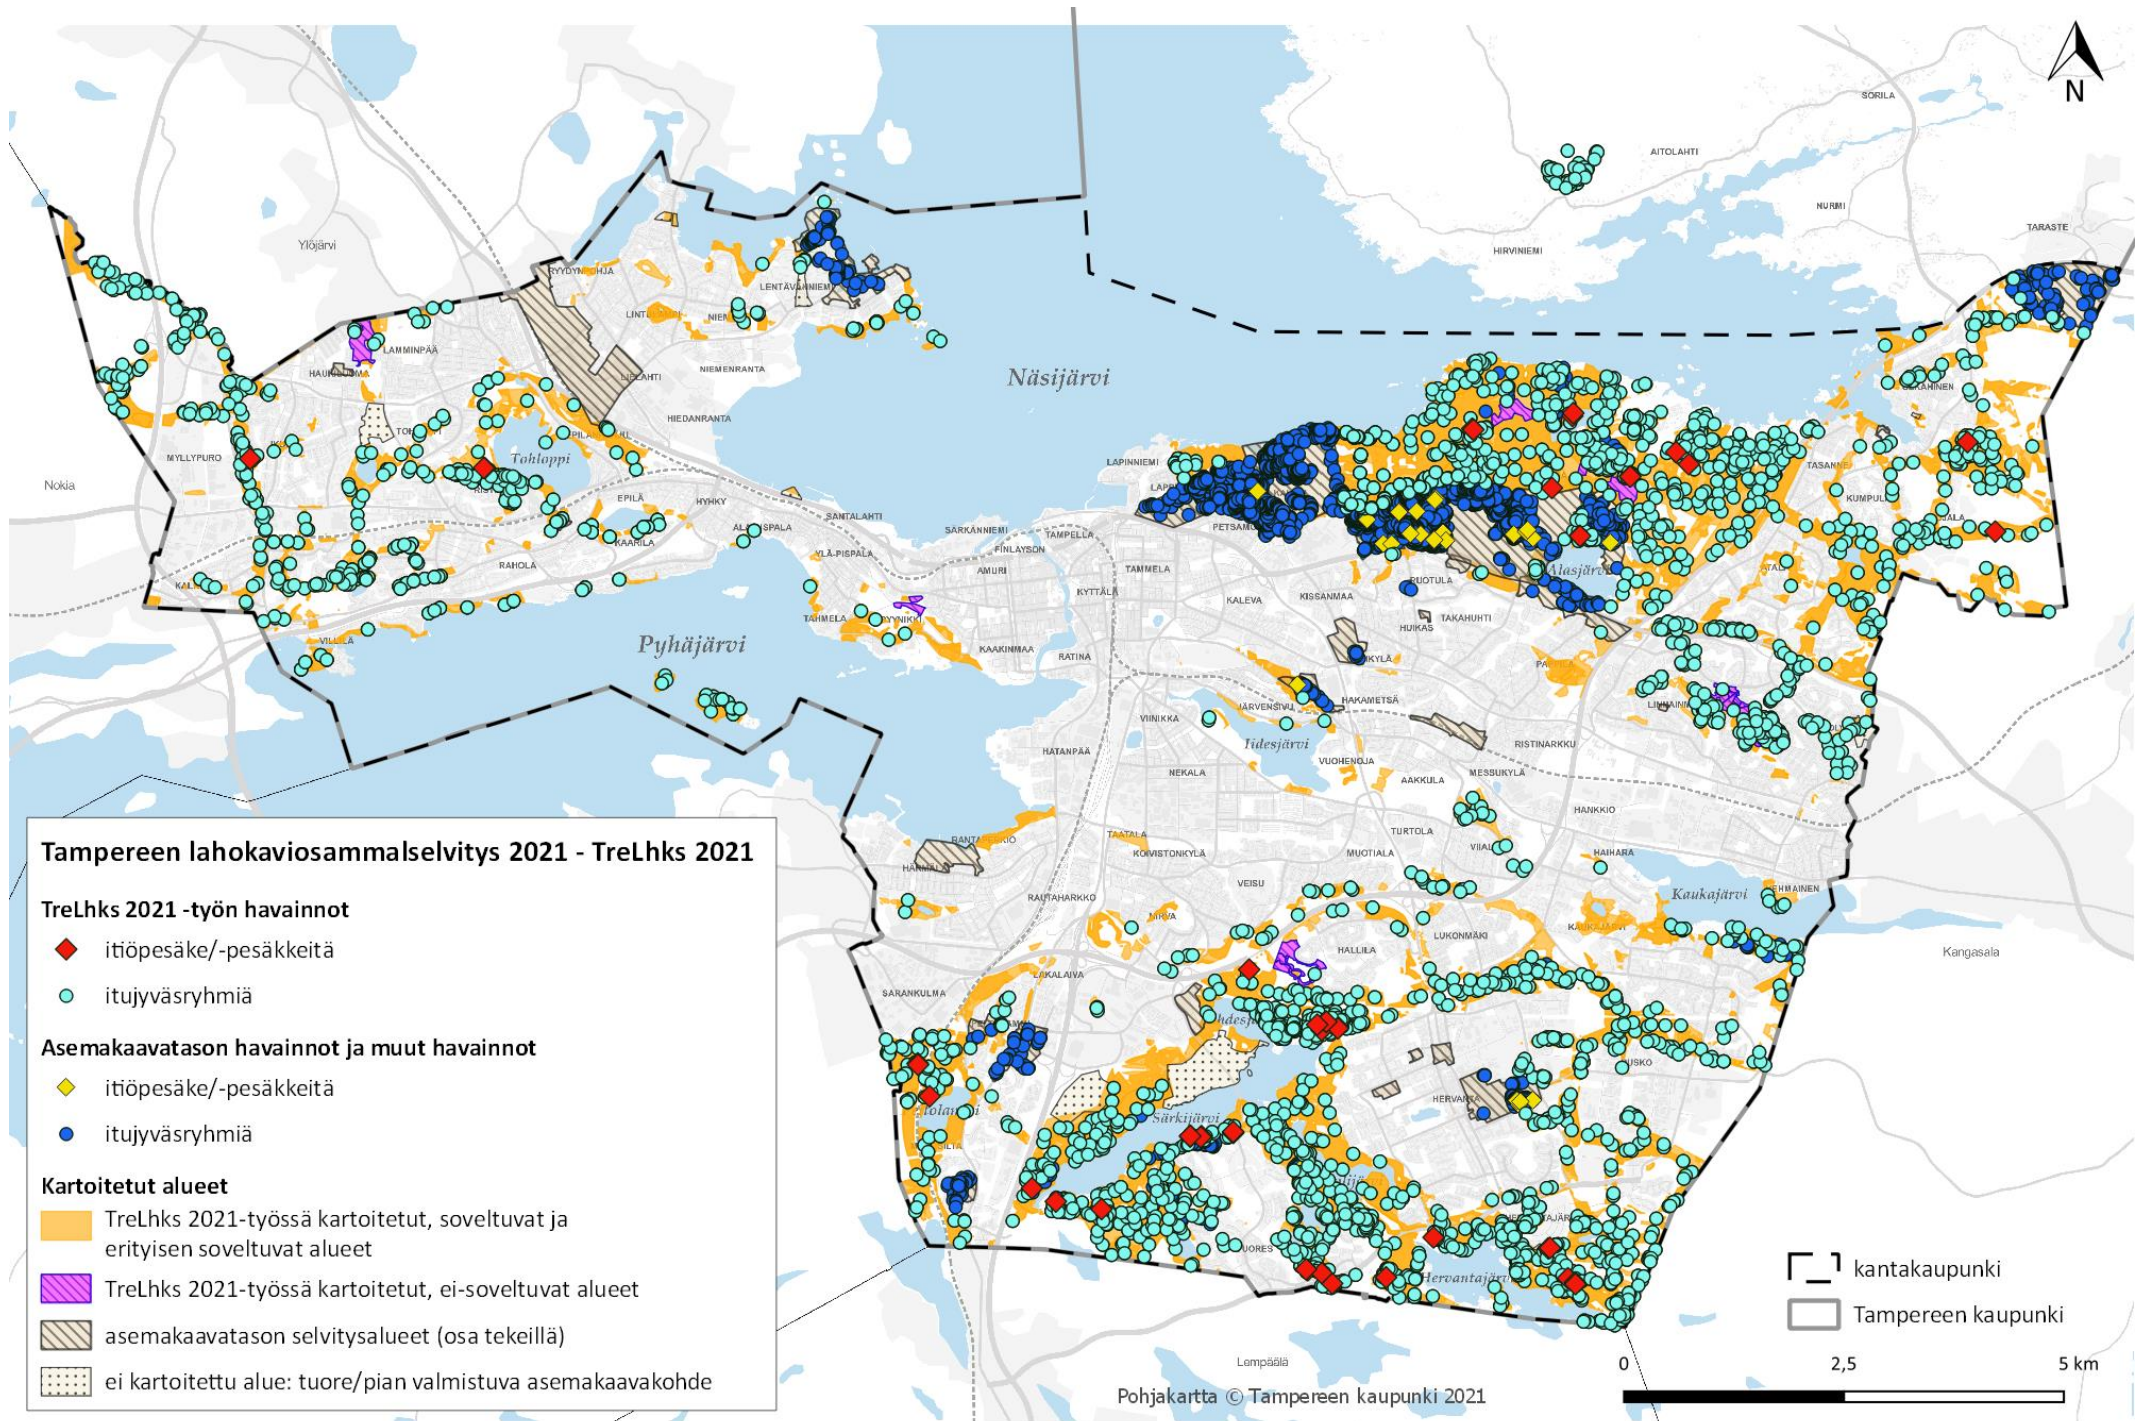 N
SORILA
AITOLAHTI
NURMI
TARASTE
HIRVINIEMI
Ylöjärvi
RYYDYNPOHJA
LENTÄVÄNNIEMI
LAMMINPÄÄ
LIELAHTI
NIEMENRANTA
Näsijärvi
HIEDANRANTA
MYLLYPURO
Tohloppi
LAPINNIEMI
TASANNE
Nokia
EPILÄ
HYHKY
SANTALAHTI
SÄRKÄNNIEMI
TAMPELLA
FINLAYSON
YLÄ-PISPALA
KAARILA
RAHOLA
AMURI
TAMMELA
KYTTÄLÄ
KALEVA
KISSANMAA
RUOTULA
Alasjärvi
TAKAHUHTI
HUIKAS
TAHMELA
KAAKINMAA
RATINA
VILLILÄ
Pyhäjärvi
HAKAMETSÄ
JÄRVENSIVU
VIINIKKA
Iidesjärvi
HATANPÄÄ
RISTINARKKU
VUOHENOJA
NEKALA
AAKKULA
MESSUKYLÄ
HANKKIO
TURTOLA
TAATALA
KOIVISTONKYLÄ
MUOTIALA
HAIHARA
VEISU
Kaukajärvi
RAUTAHARKKO
LUKONMÄKI
HALLILA
Kangasala
LAKALAIVA
SARANKULMA
HERVANTA
Särkijärvi
Hervantajärvi
Lempäälä
Tampereen lahokaviosammalselvitys 2021 - TreLhks 2021
TreLhks 2021 -työn havainnot
itiöpesäke/-pesäkkeitä
itujyväsryhmiä
Asemakaavatason havainnot ja muut havainnot
itiöpesäke/-pesäkkeitä
itujyväsryhmiä
Kartoitetut alueet
TreLhks 2021-työssä kartoitetut, soveltuvat ja
erityisen soveltuvat alueet
TreLhks 2021-työssä kartoitetut, ei-soveltuvat alueet
asemakaavatason selvitysalueet (osa tekeillä)
ei kartoitettu alue: tuore/pian valmistuva asemakaavakohde
kantakaupunki
Tampereen kaupunki
0 2,5 5 km
Pohjakartta © Tampereen kaupunki 2021